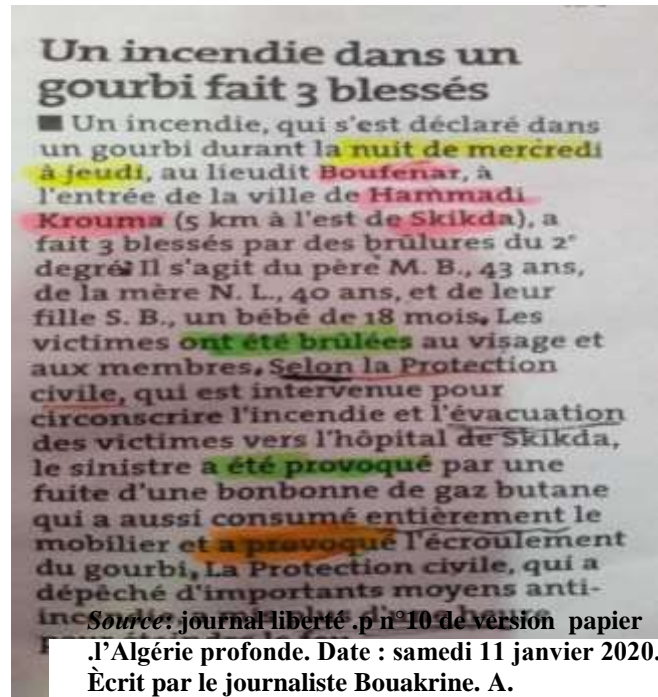 Un incendie dans un
gourbi fait 3 blessés
■ Un incendie, qui s'est déclaré dans
un gourbi durant la nuit de mercredi
à jeudi, au lieudit Boufenar, à
l'entrée de la ville de Hammadi
Krouma (5 km à l'est de Skikda), a
fait 3 blessés par des brûlures du 2°
degré. Il s'agit du père M. B., 43 ans,
de la mère N. L., 40 ans, et de leur
fille S. B., un bébé de 18 mois. Les
victimes ont été brûlées au visage et
aux membres. Selon la Protection
civile, qui est intervenue pour
circonscrire l'incendie et l'évacuation
des victimes vers l'hôpital de Skikda,
le sinistre a été provoqué par une
fuite d'une bonbonne de gaz butane
qui a aussi consumé entièrement le
mobilier et a provoqué l'écroulement
du gourbi. La Protection civile, qui a
dépêché d'importants moyens anti-
plus d'une heure
Source: journal liberté .p n°10 de version papier
.l'Algérie profonde. Date : samedi 11 janvier 2020.
Ècrit par le journaliste Bouakrine. A.